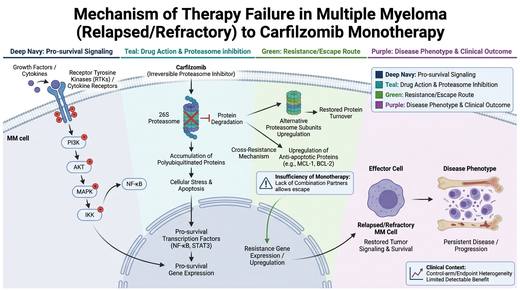 Mechanism of Therapy Failure in Multiple Myeloma
(Relapsed/Refractory) to Carfilzomib Monotherapy
Deep Navy: Pro-survival Signaling
Teal: Drug Action & Proteasome inhibition
Green: Resistance/Escape Route
Purple: Disease Phenotype & Clinical Outcome
Growth Factors /
Cytokines
Receptor Tyrosine
Kinases (RTKs) /
Cytokine Receptors
MM cell
PI3K
AKT
MAPK
IKK
NF-κB
Carfilzomib
(Irreversible Proteasome Inhibitor)
26S
Proteasome
Protein
Degradation
Accumulation of
Polyubiquitinated Proteins
Cellular Stress &
Apoptosis
Pro-survival
Transcription Factors
(NF-κB, STAT3)
Pro-survival
Gene Expression
Alternative
Proteasome Subunits
Upregulation
Restored Protein
Turnover
Cross-Resistance
Mechanism
Upregulation of
Anti-apoptotic Proteins
(e.g., MCL-1, BCL-2)
Insufficiency of Monotherapy:
Lack of Combination Partners
allows escape
Resistance Gene
Expression /
Upregulation
Deep Navy: Pro-survival Signaling
Teal: Drug Action & Proteasome Inhibition
Green: Resistance/Escape Route
Purple: Disease Phenotype & Clinical Outcome
Effector Cell
Relapsed/Refractory
MM Cell
Restored Tumor
Signaling & Survival
Disease Phenotype
Persistent Disease /
Progression
Clinical Context:
Control-arm/Endpoint Heterogeneity
Limited Detectable Benefit